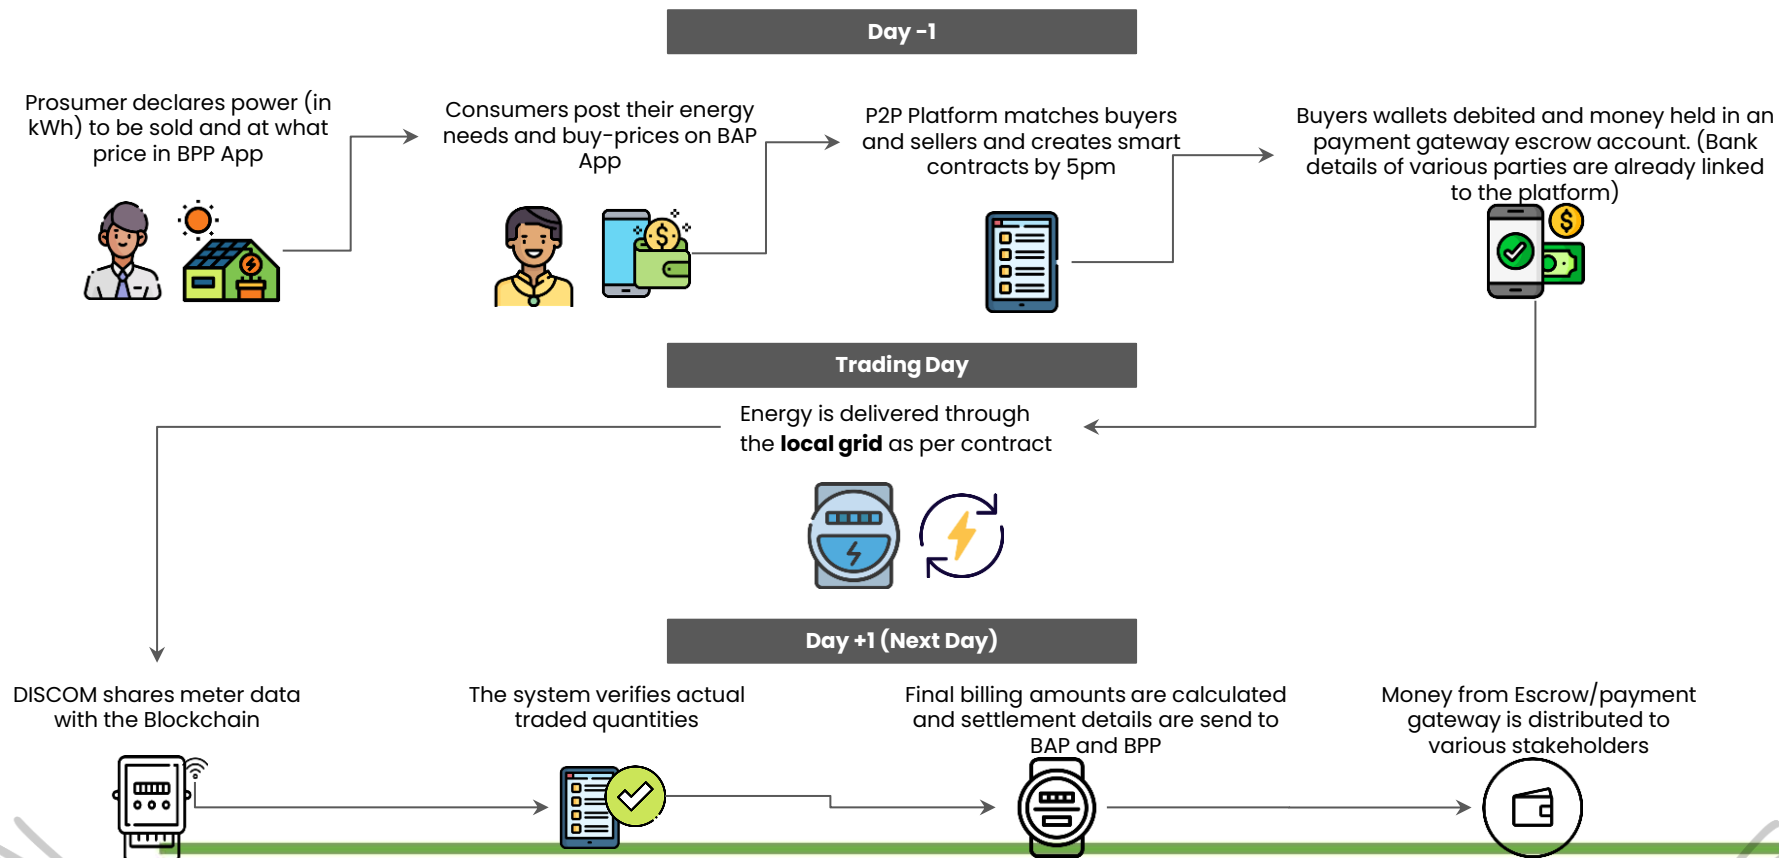 Day -1
Prosumer declares power (in
kWh) to be sold and at what
price in BPP App
Consumers post their energy
needs and buy-prices on BAP
App
P2P Platform matches buyers
and sellers and creates smart
contracts by 5pm
Buyers wallets debited and money held in an
payment gateway escrow account. (Bank
details of various parties are already linked
to the platform)
Trading Day
Energy is delivered through
the local grid as per contract
Day +1 (Next Day)
DISCOM shares meter data
with the Blockchain
The system verifies actual
traded quantities
Final billing amounts are calculated
and settlement details are send to
BAP and BPP
Money from Escrow/payment
gateway is distributed to
various stakeholders